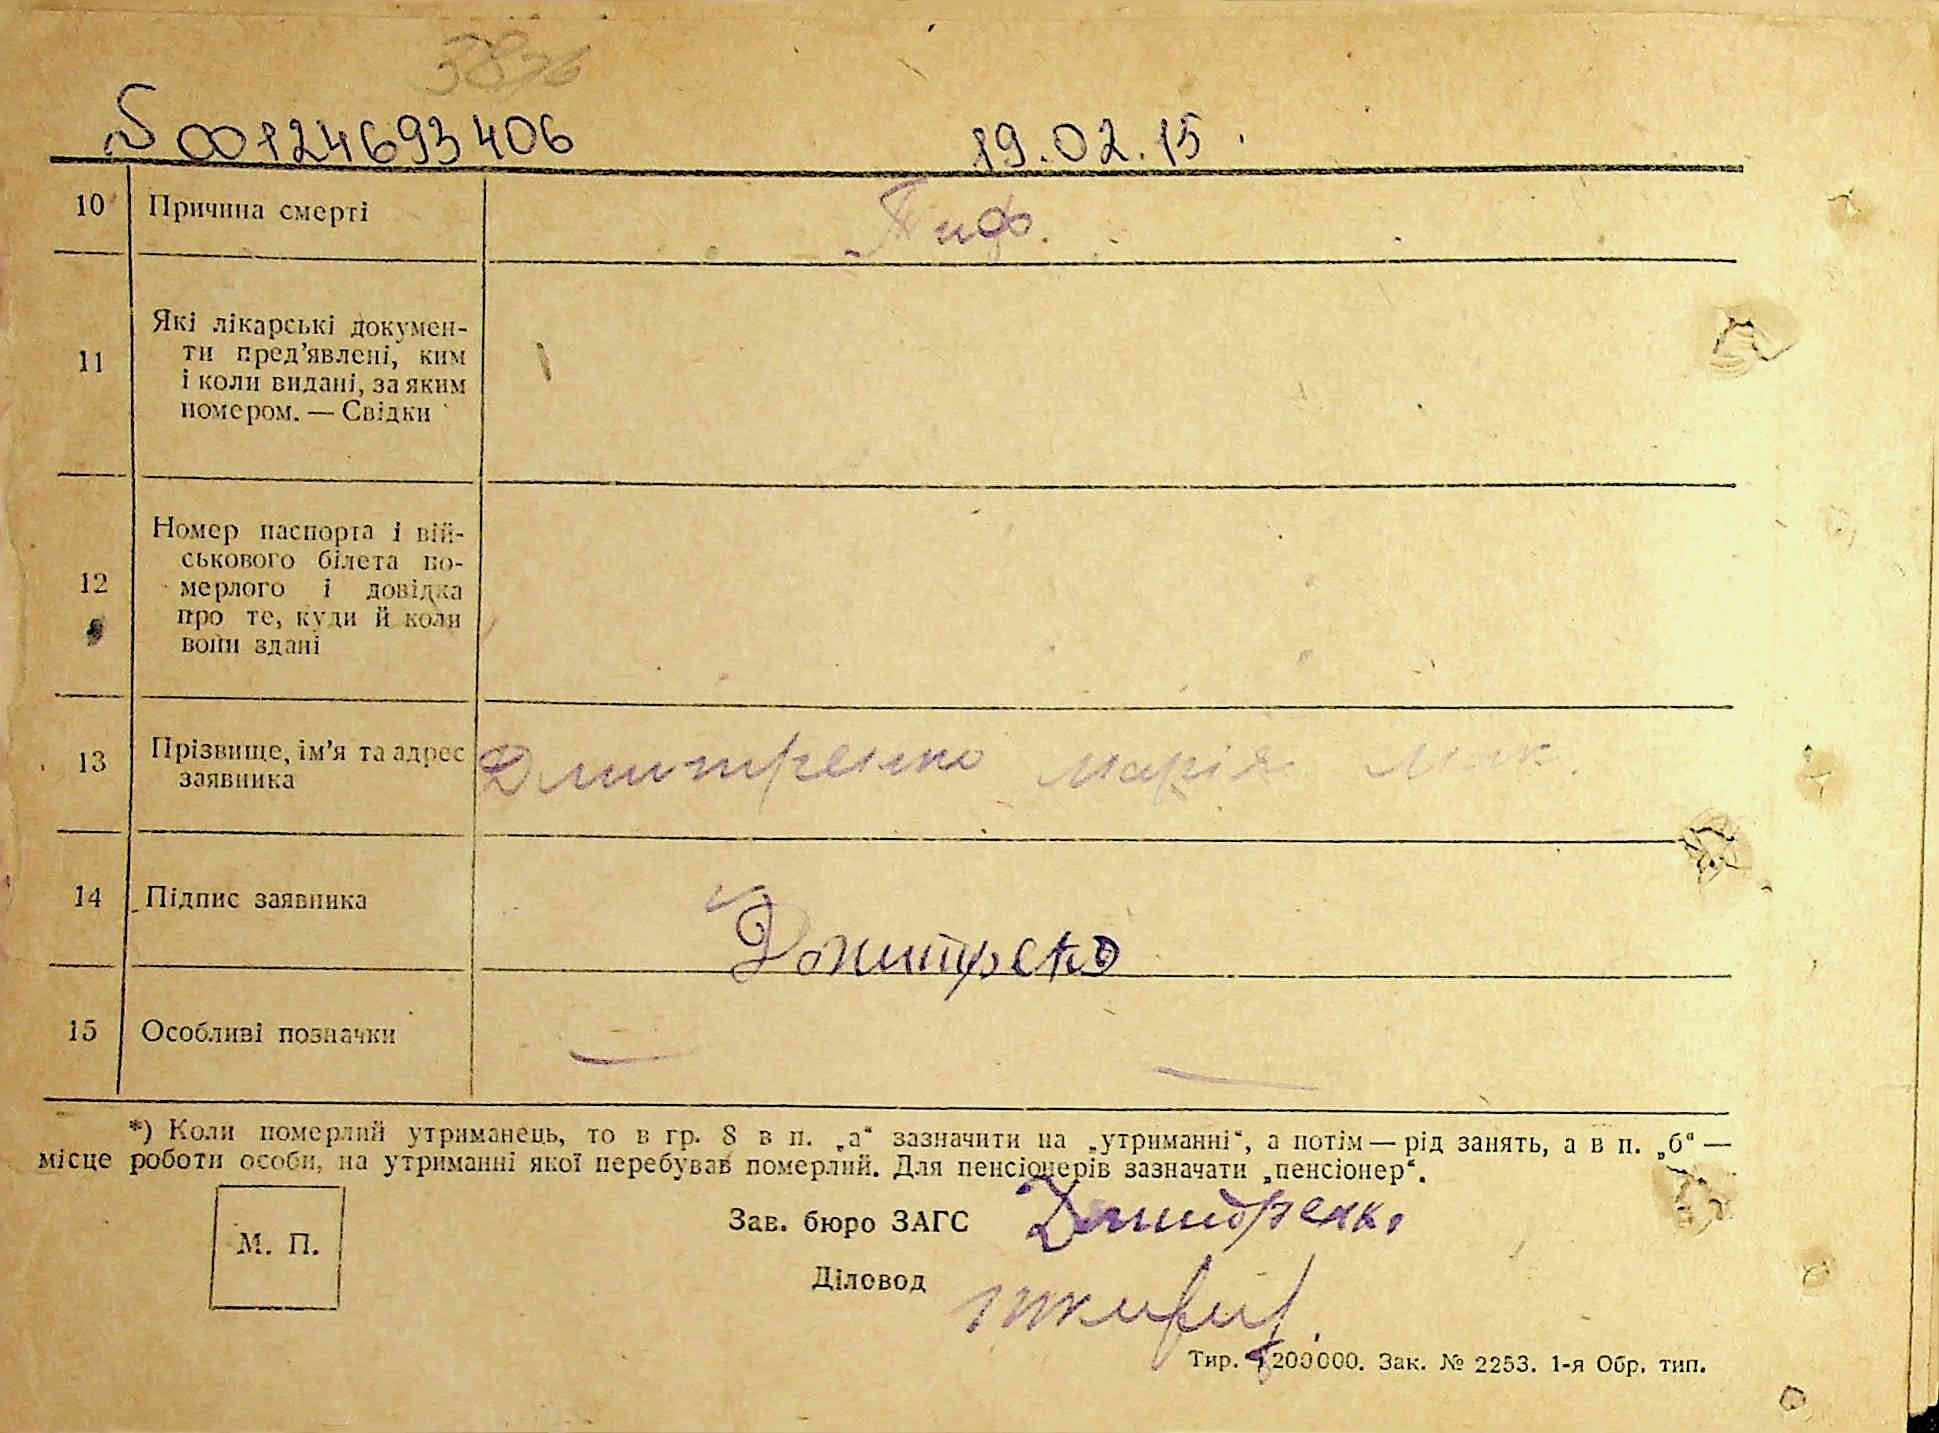 00124693406 19.02.15
10 Причина смерті Тиф.
11 Які лікарські докумен-
ти пред’явлені, ким
і коли видані, за яким
номером. — Свідки
12 Номер паспорта і вій-
ськового білета по-
мерлого і довідка
про те, куди й коли
вони здані
13 Прізвище, ім’я та адрес Дмитренко Марія Мак.
заявника
14 Підпис заявника Дмитреко
15 Особливі позначки
*) Коли померлий утриманець, то в гр. 8 в п. „а“ зазначити на „утриманні“, а потім — рід занять, а в п. „б“ —
місце роботи особи, на утриманні якої перебував померлий. Для пенсіонерів зазначати „пенсіонер“.
Зав. бюро ЗАГС
М. П.
Діловод
Тир. 200000. Зак. № 2253. 1-я Обр. тип.